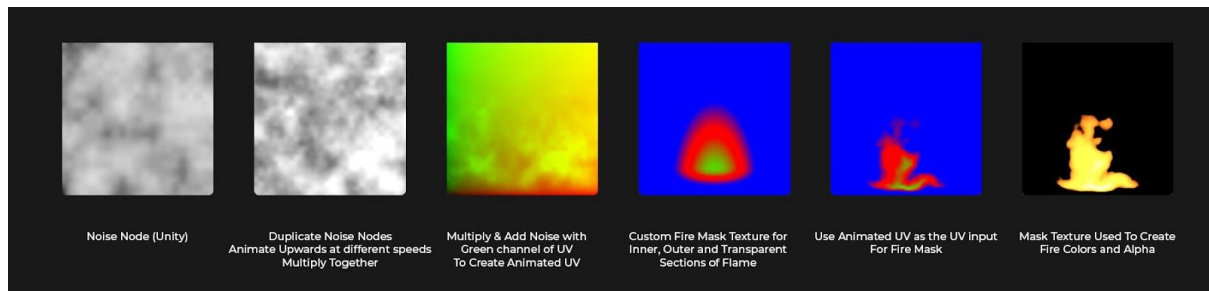 Noise Node (Unity)
Duplicate Noise Nodes
Animate Upwards at different speeds
Multiply Together
Multiply & Add Noise with
Green channel of UV
To Create Animated UV
Custom Fire Mask Texture for
Inner, Outer and Transparent
Sections of Flame
Use Animated UV as the UV input
For Fire Mask
Mask Texture Used To Create
Fire Colors and Alpha